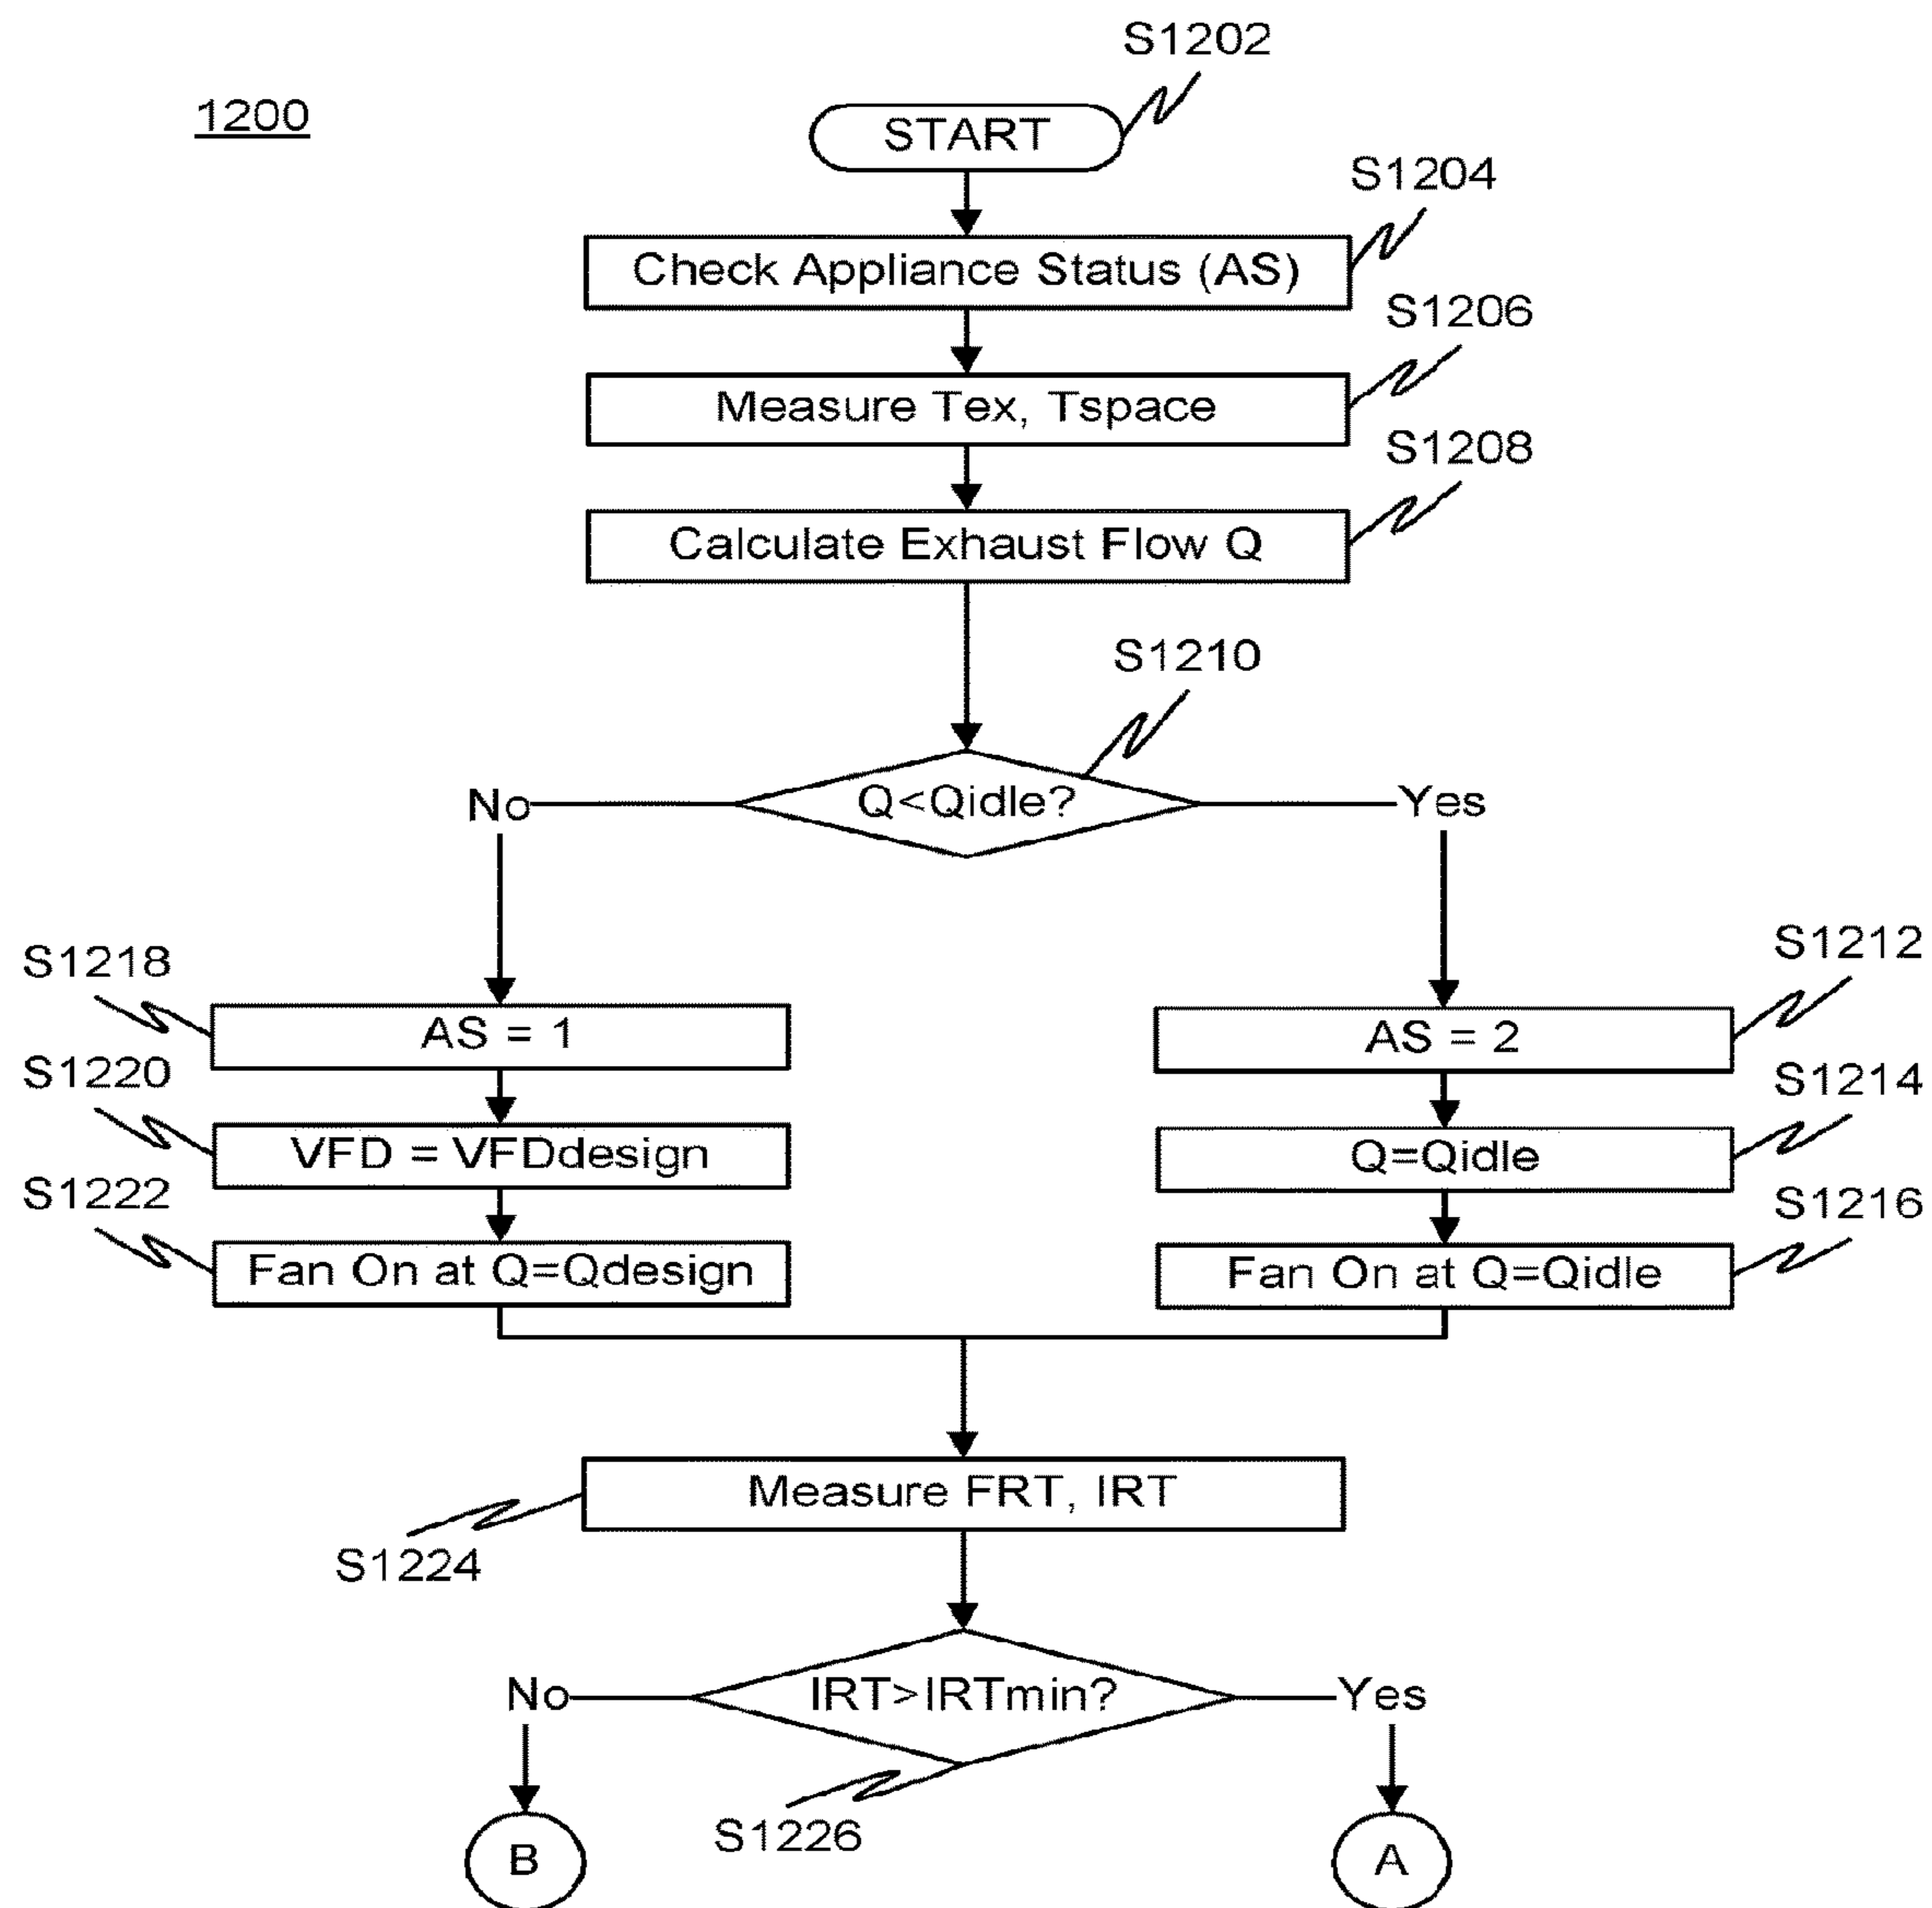 S1202
1200
START
S1204
Check Appliance Status (AS)
S1206
Measure Tex, Tspace
S1208
Calculate Exhaust Flow Q
S1210
No
Q<Qidle?
Yes
S1218
S1212
AS = 1
AS = 2
S1220
S1214
VFD = VFDdesign
Q=Qidle
S1222
S1216
Fan On at Q=Qdesign
Fan On at Q=Qidle
Measure FRT, IRT
S1224
No
IRT>IRTmin?
Yes
S1226
B
A